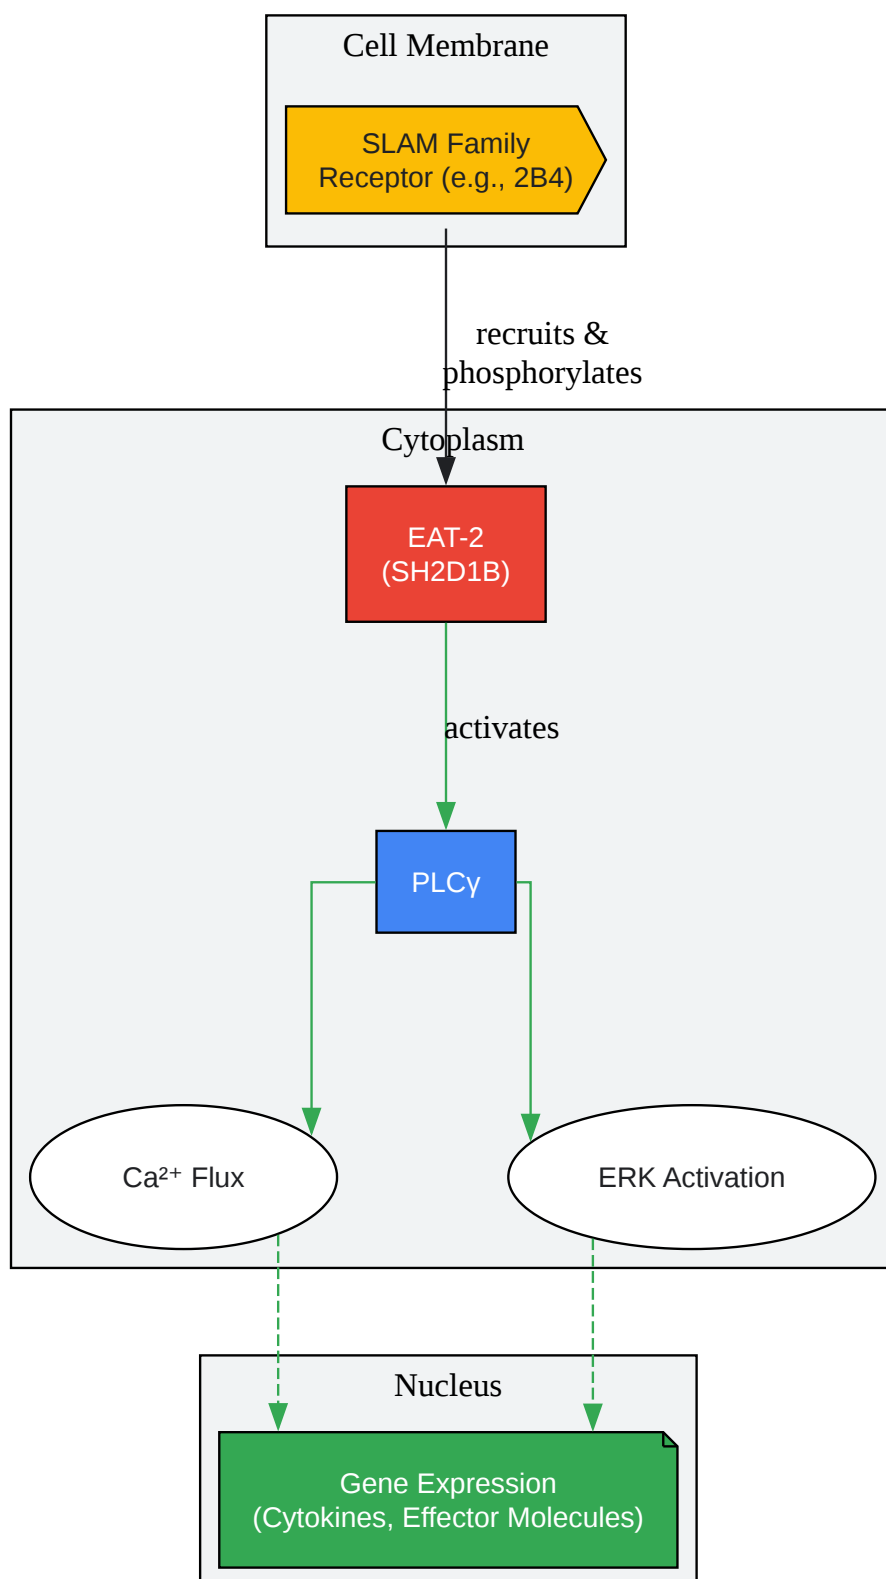 Cell Membrane
SLAM Family
Receptor (e.g., 2B4)
recruits &
phosphorylates
Cytoplasm
EAT-2
(SH2D1B)
activates
PLCγ
Ca²⁺ Flux
ERK Activation
Nucleus
Gene Expression
(Cytokines, Effector Molecules)